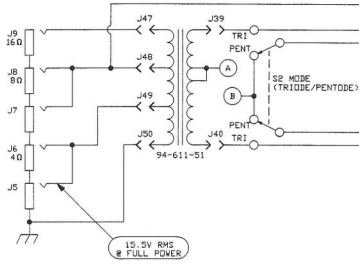 J47
J39
J9
16Ω
TRI
PENT
J48
J8
8Ω
A
S2 MODE
(TRIODE/PENTODE)
J7
J49
B
J6
4Ω
PENT
J50
J40
TRI
J5
94-611-51
15.5V RMS
@ FULL POWER